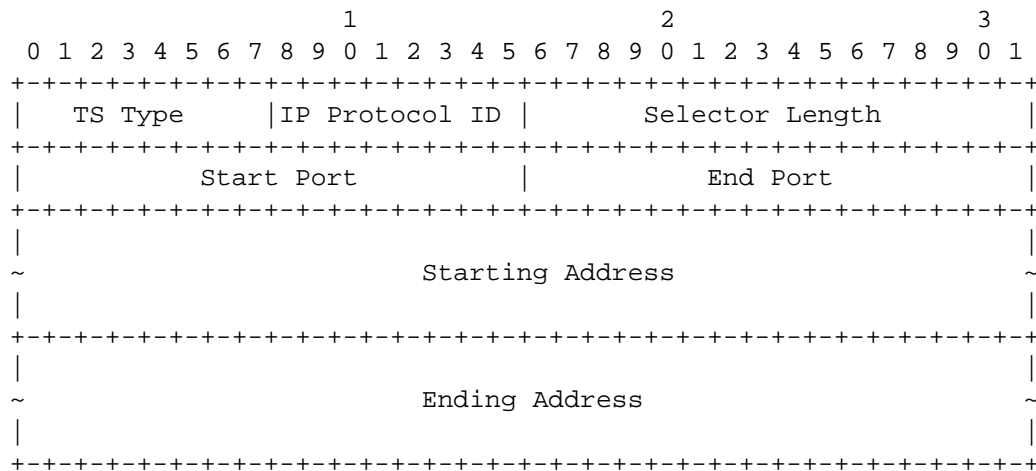 1                   2                   3
 0 1 2 3 4 5 6 7 8 9 0 1 2 3 4 5 6 7 8 9 0 1 2 3 4 5 6 7 8 9 0 1
+-+-+-+-+-+-+-+-+-+-+-+-+-+-+-+-+-+-+-+-+-+-+-+-+-+-+-+-+-+-+-+-+
|   TS Type     |IP Protocol ID |       Selector Length         |
+-+-+-+-+-+-+-+-+-+-+-+-+-+-+-+-+-+-+-+-+-+-+-+-+-+-+-+-+-+-+-+-+
|           Start Port          |           End Port            |
+-+-+-+-+-+-+-+-+-+-+-+-+-+-+-+-+-+-+-+-+-+-+-+-+-+-+-+-+-+-+-+-+
|                                                               |
~                         Starting Address                      ~
|                                                               |
+-+-+-+-+-+-+-+-+-+-+-+-+-+-+-+-+-+-+-+-+-+-+-+-+-+-+-+-+-+-+-+-+
|                                                               |
~                         Ending Address                        ~
|                                                               |
+-+-+-+-+-+-+-+-+-+-+-+-+-+-+-+-+-+-+-+-+-+-+-+-+-+-+-+-+-+-+-+-+